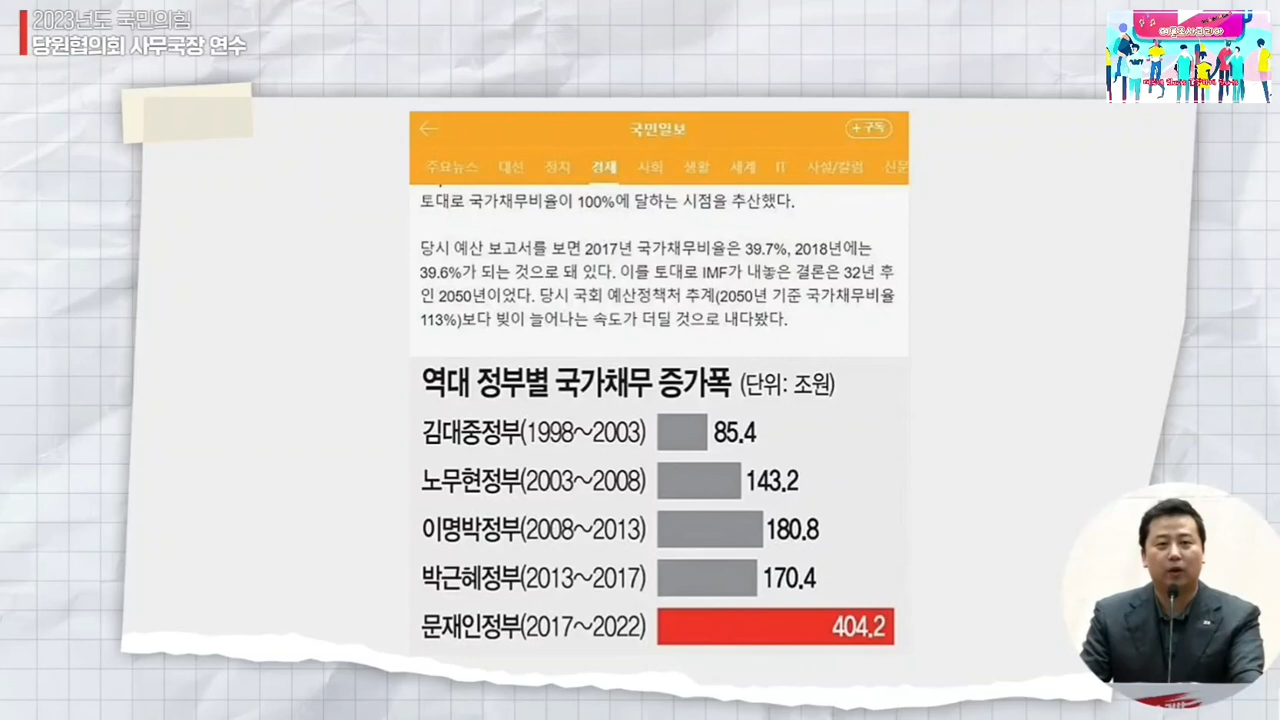 2023년도 국민의힘
당원협의회 사무국장 연수
국민일보
+구독
주요뉴스 대선 정치 경제 사회 생활 세계 IT 사설/칼럼 신문
토대로 국가채무비율이 100%에 달하는 시점을 추산했다.
당시 예산 보고서를 보면 2017년 국가채무비율은 39.7%, 2018년에는
39.6%가 되는 것으로 돼 있다. 이를 토대로 IMF가 내놓은 결론은 32년 후
인 2050년이었다. 당시 국회 예산정책처 추계(2050년 기준 국가채무비율
113%)보다 빚이 늘어나는 속도가 더딜 것으로 내다봤다.
역대 정부별 국가채무 증가폭 (단위: 조원)
김대중정부(1998~2003) 85.4
노무현정부(2003~2008) 143.2
이명박정부(2008~2013) 180.8
박근혜정부(2013~2017) 170.4
문재인정부(2017~2022) 404.2